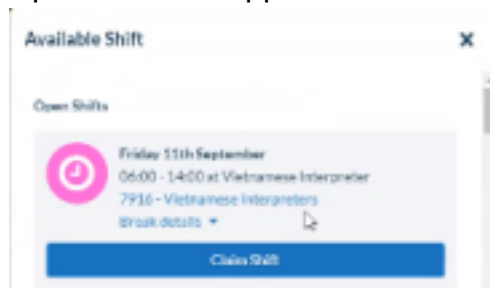 Available Shift
Open Shifts
Friday 11th September
06:00 - 14:00 at Vietnamese Interpreter
7916 - Vietnamese Interpreters
Break details
Claim Shift